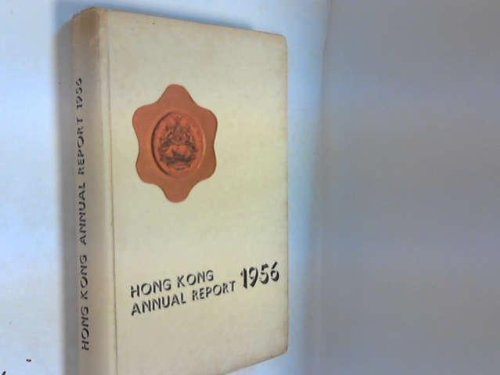 HONG KONG ANNUAL REPORT 1956
HONG KONG
ANNUAL REPORT 1956